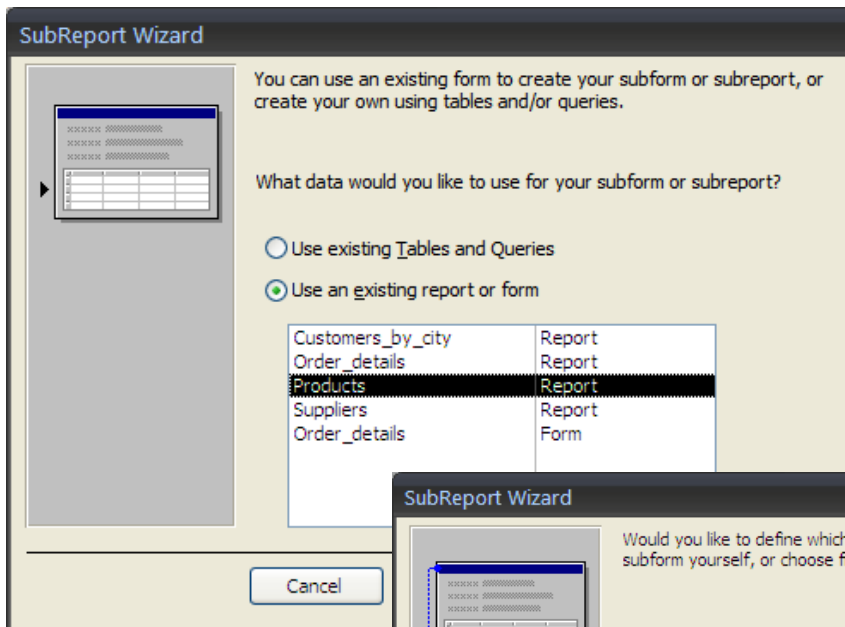 SubReport Wizard
You can use an existing form to create your subform or subreport, or
create your own using tables and/or queries.
What data would you like to use for your subform or subreport?
Use existing Tables and Queries
Use an existing report or form
Customers_by_city Report
Order_details Report
Products Report
Suppliers Report
Order_details Form
SubReport Wizard
Would you like to define which
subform yourself, or choose f
Cancel